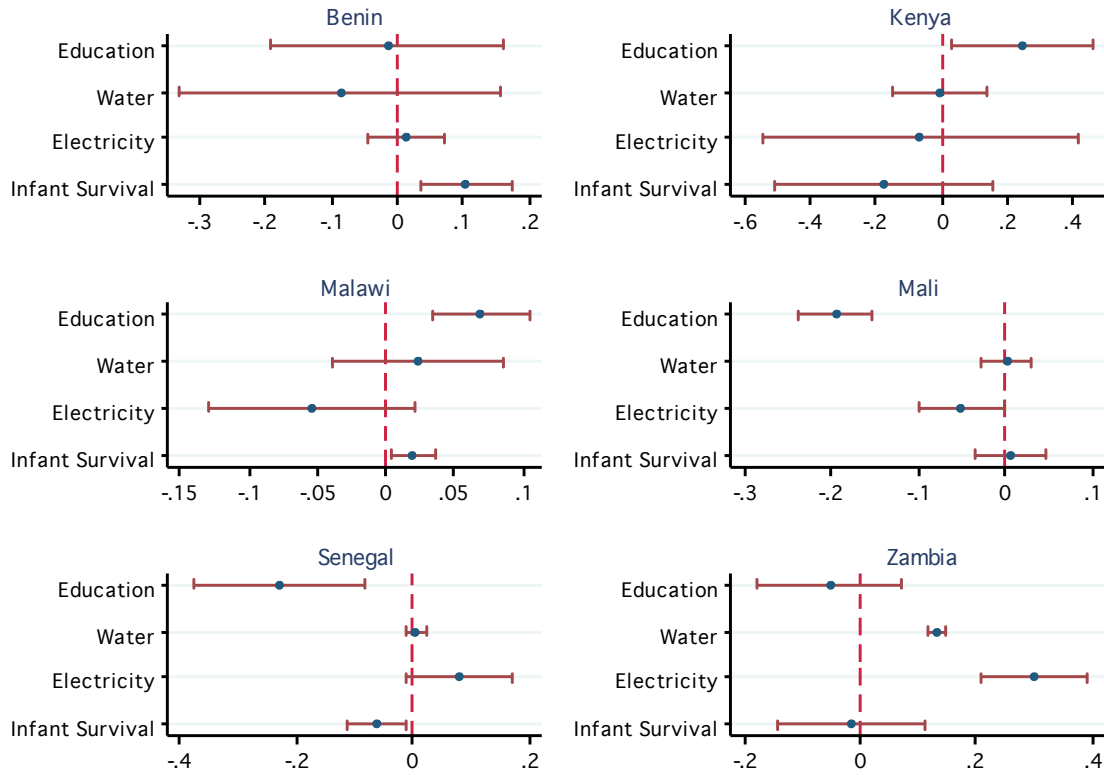 Benin
Education
Water
Electricity
Infant Survival
-.3 -.2 -.1 0 .1 .2
Kenya
Education
Water
Electricity
Infant Survival
-.6 -.4 -.2 0 .2 .4
Malawi
Education
Water
Electricity
Infant Survival
-.15 -.1 -.05 0 .05 .1
Mali
Education
Water
Electricity
Infant Survival
-.3 -.2 -.1 0 .1
Senegal
Education
Water
Electricity
Infant Survival
-.4 -.2 0 .2
Zambia
Education
Water
Electricity
Infant Survival
-.2 0 .2 .4